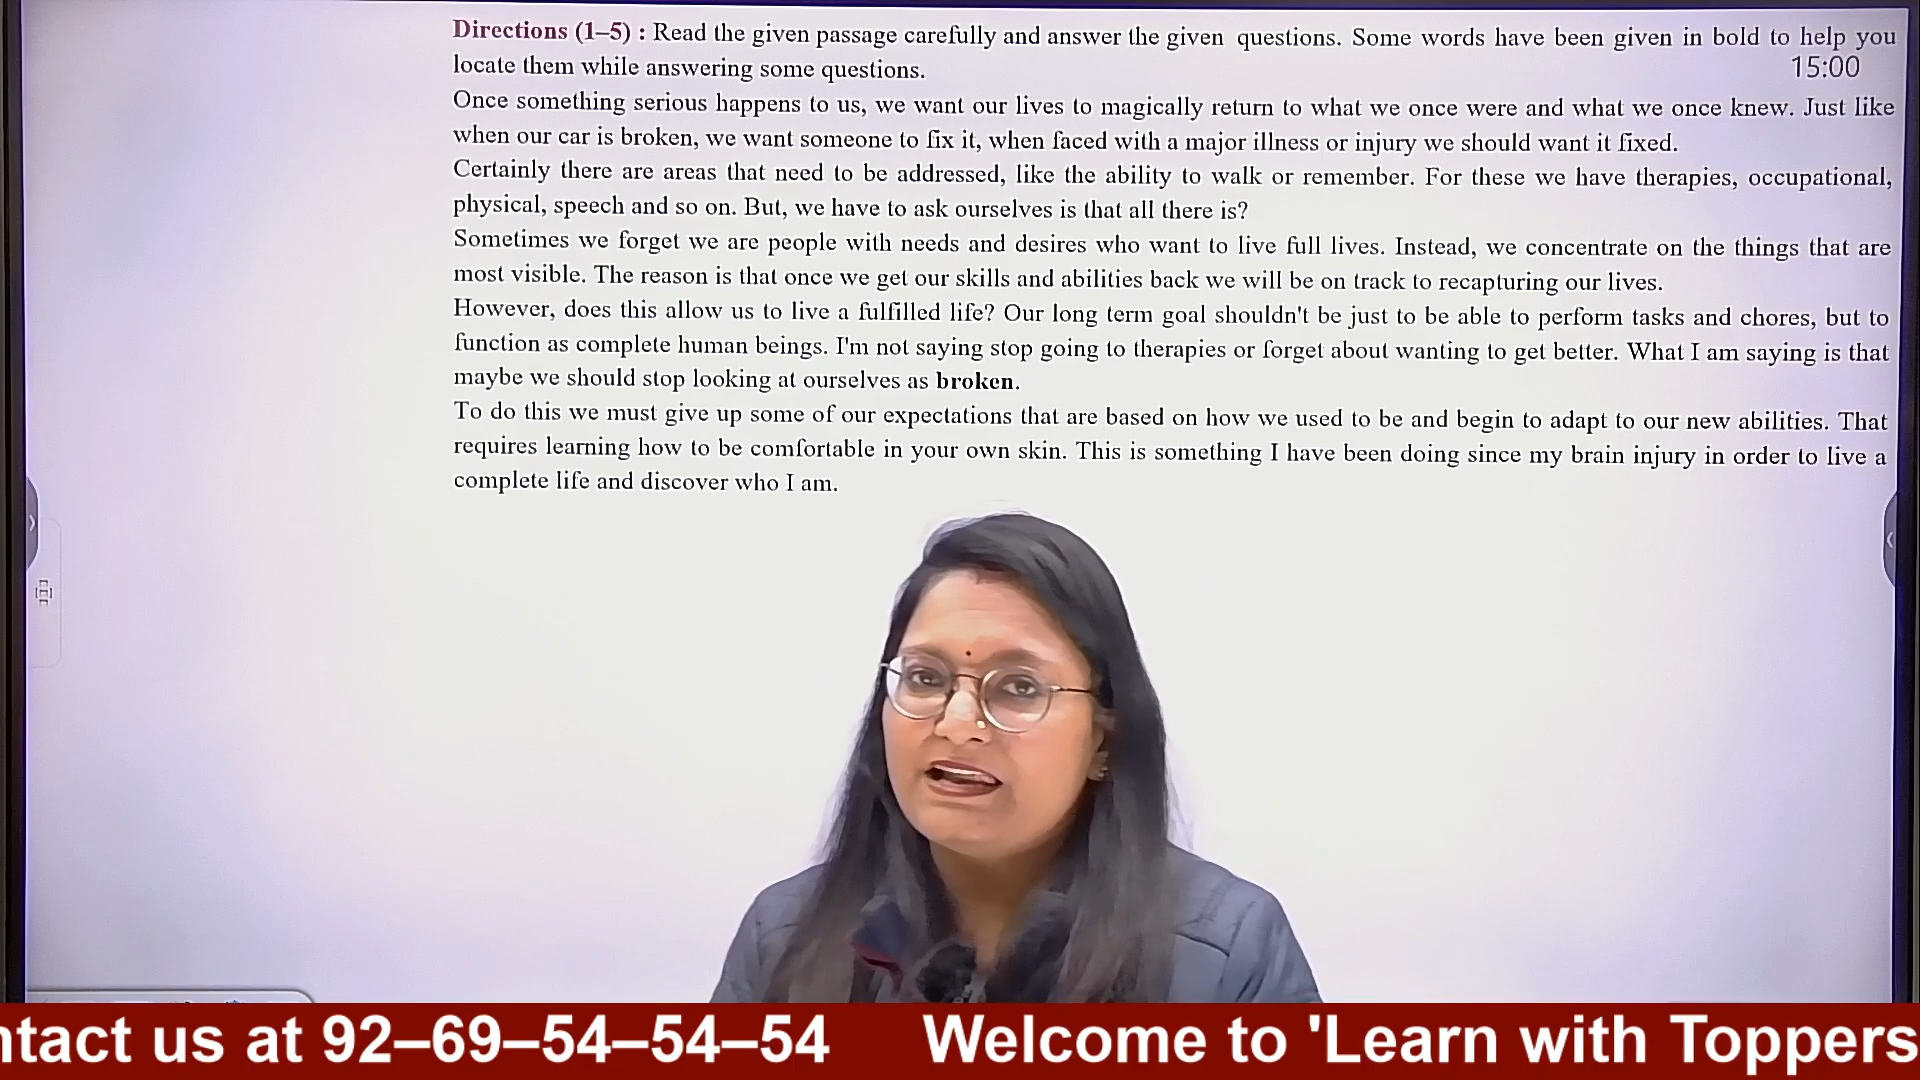 Directions (1–5) : Read the given passage carefully and answer the given questions. Some words have been given in bold to help you
locate them while answering some questions.
15:00
Once something serious happens to us, we want our lives to magically return to what we once were and what we once knew. Just like
when our car is broken, we want someone to fix it, when faced with a major illness or injury we should want it fixed.
Certainly there are areas that need to be addressed, like the ability to walk or remember. For these we have therapies, occupational,
physical, speech and so on. But, we have to ask ourselves is that all there is?
Sometimes we forget we are people with needs and desires who want to live full lives. Instead, we concentrate on the things that are
most visible. The reason is that once we get our skills and abilities back we will be on track to recapturing our lives.
However, does this allow us to live a fulfilled life? Our long term goal shouldn't be just to be able to perform tasks and chores, but to
function as complete human beings. I'm not saying stop going to therapies or forget about wanting to get better. What I am saying is that
maybe we should stop looking at ourselves as broken.
To do this we must give up some of our expectations that are based on how we used to be and begin to adapt to our new abilities. That
requires learning how to be comfortable in your own skin. This is something I have been doing since my brain injury in order to live a
complete life and discover who I am.
ntact us at 92–69–54–54–54 Welcome to 'Learn with Toppers